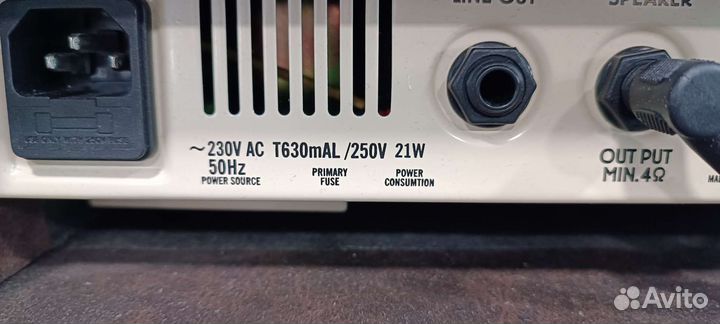 LINE OUT
SPEAKER
~230V AC T630mAL /250V 21W
50Hz
POWER SOURCE
PRIMARY
FUSE
POWER
CONSUMTION
OUT PUT
MIN. 4Ω
Avito